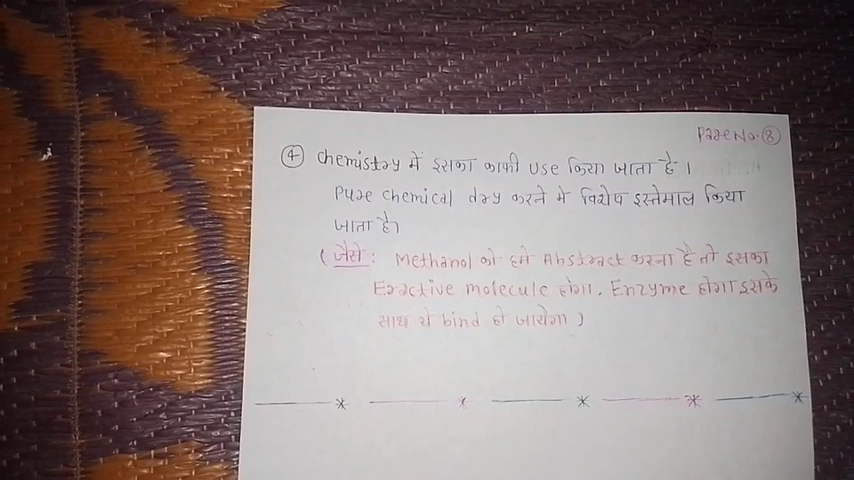 Page No. 8
4 Chemistry में इसका काफी use किया जाता है।
Pure chemical dry करने में विशेष इस्तेमाल किया
जाता है।
(जैसे: Methanol को हमे Abstract करना है तो इसका
Eractive molecule होगा. Enzyme होगा इसके
साथ ये bind हो जायेगा)